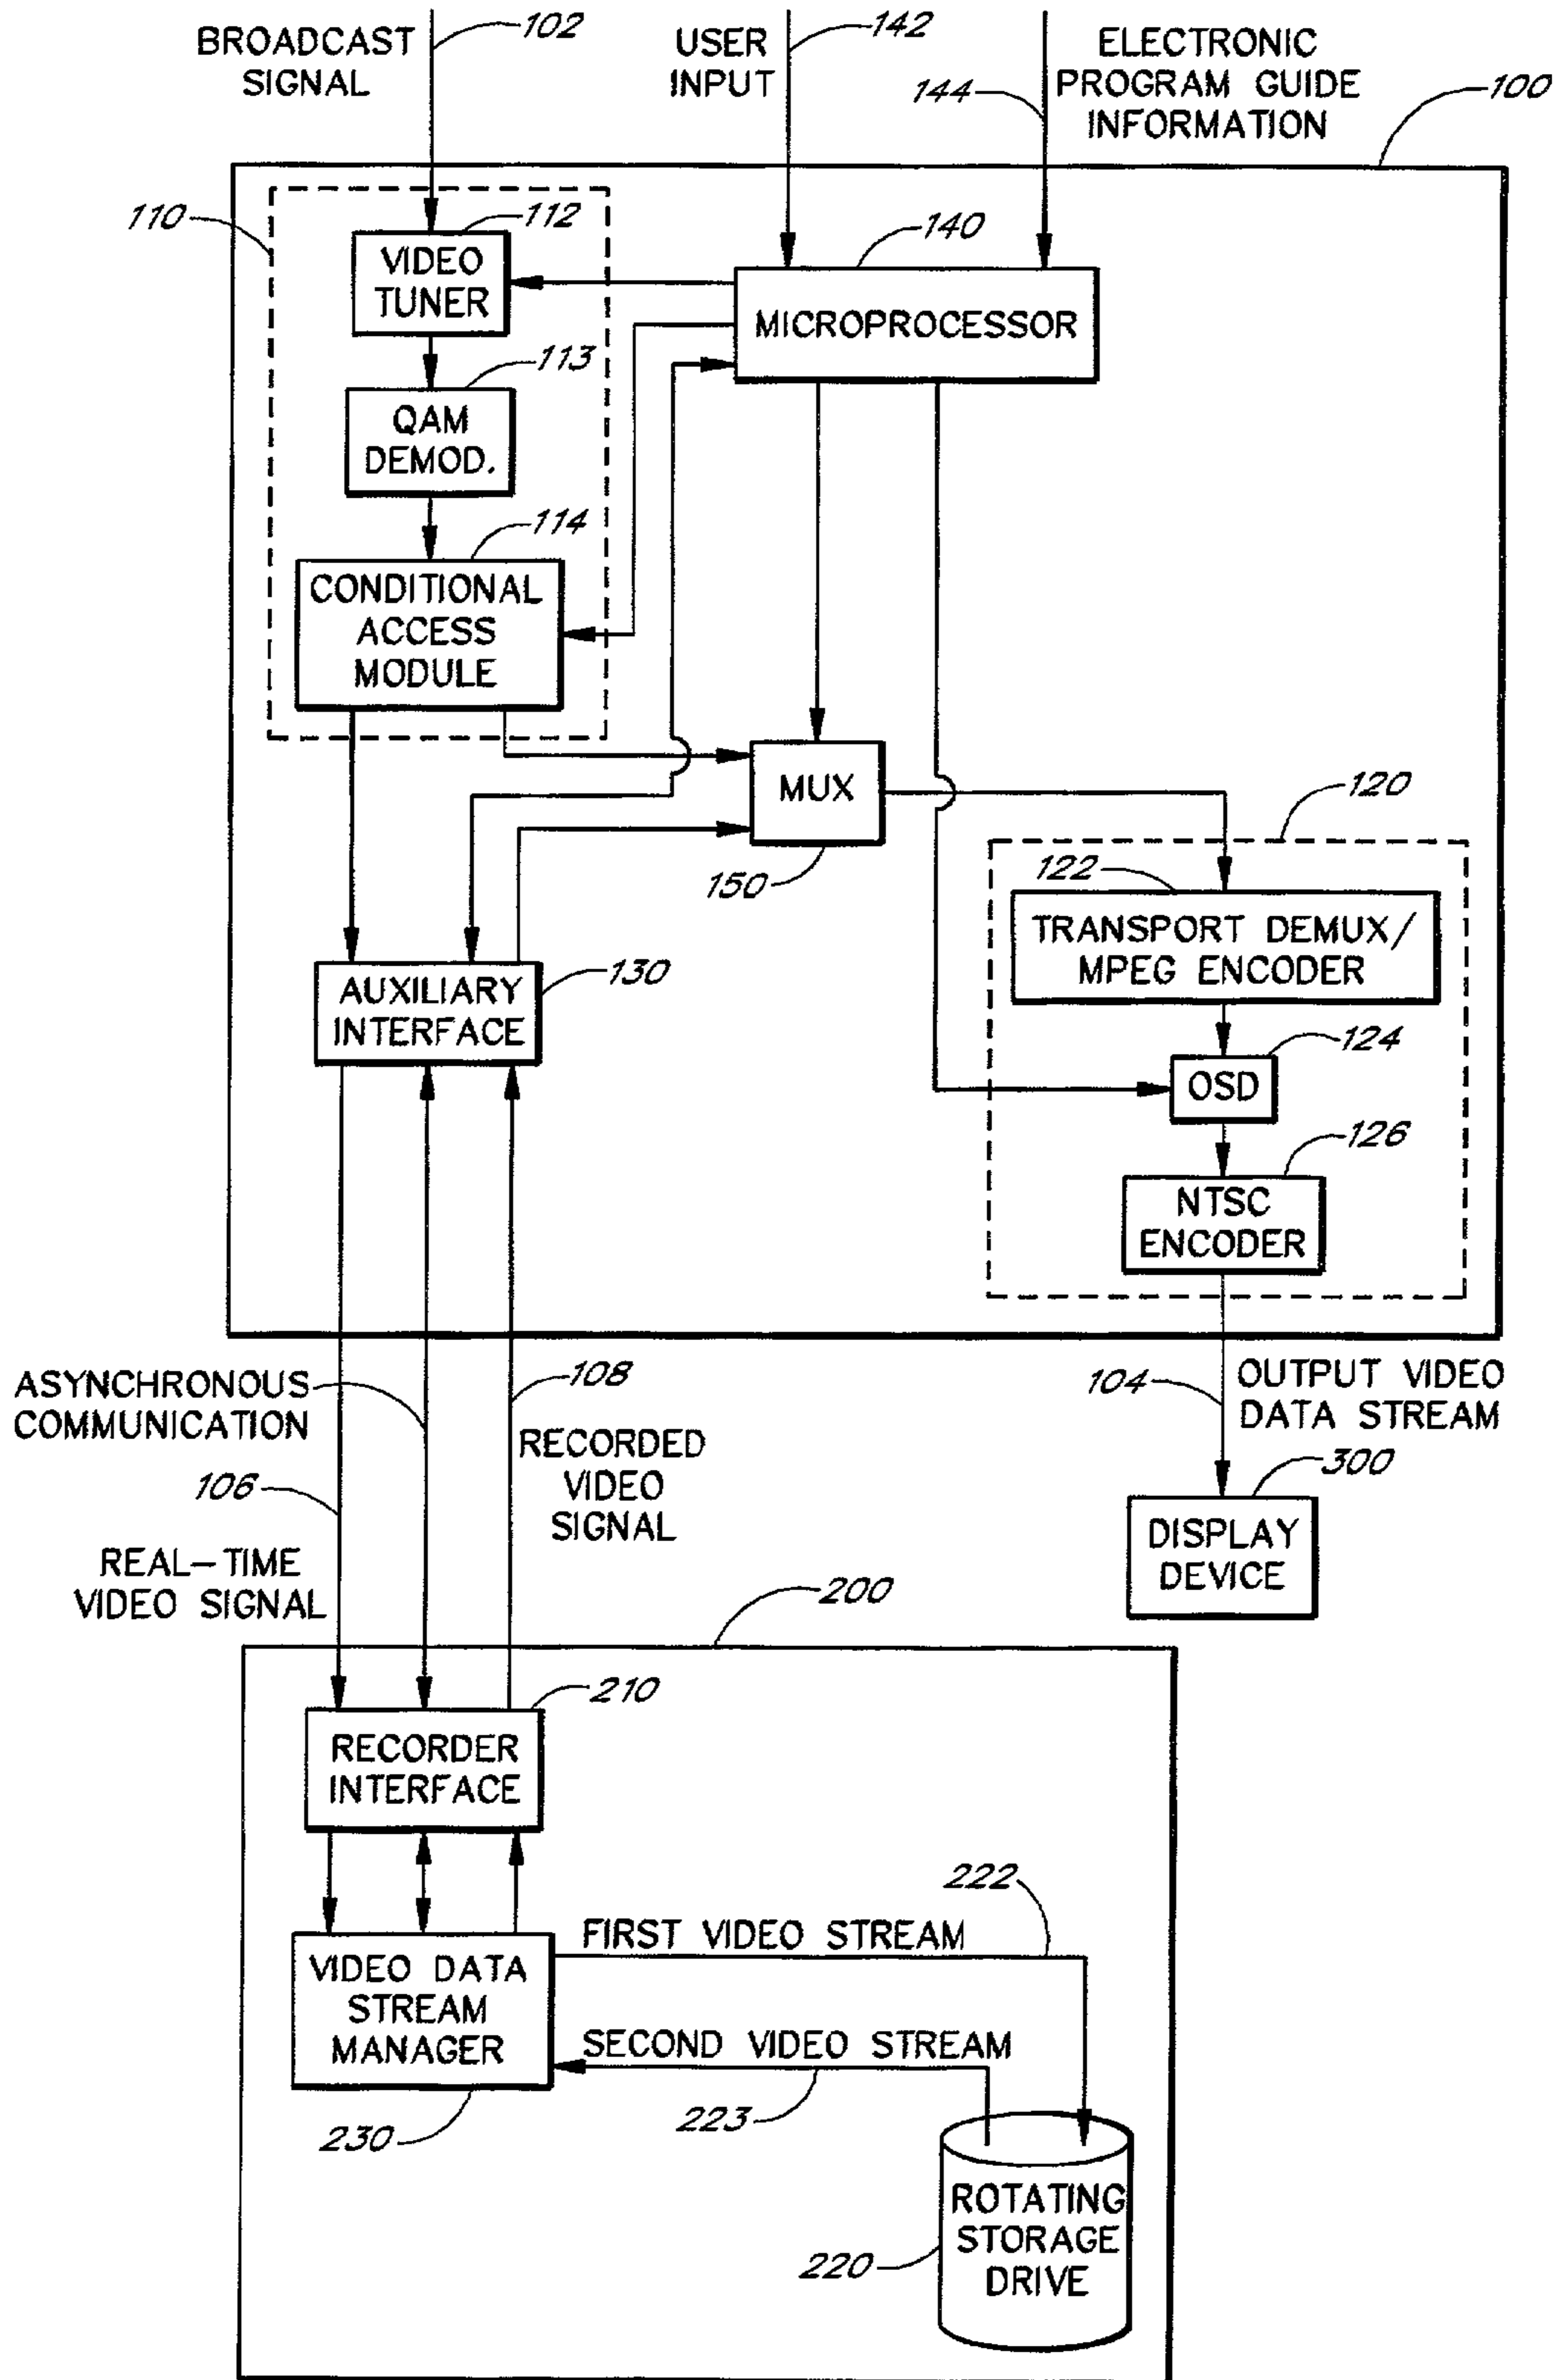 BROADCAST
SIGNAL
102
USER
INPUT
142
144
ELECTRONIC
PROGRAM GUIDE
INFORMATION
100
110
112
VIDEO
TUNER
140
MICROPROCESSOR
113
QAM
DEMOD.
114
CONDITIONAL
ACCESS
MODULE
MUX
150
120
122
TRANSPORT DEMUX/
MPEG ENCODER
AUXILIARY
INTERFACE
130
124
OSD
126
NTSC
ENCODER
ASYNCHRONOUS
COMMUNICATION
108
RECORDED
VIDEO
SIGNAL
104
OUTPUT VIDEO
DATA STREAM
106
REAL-TIME
VIDEO SIGNAL
300
DISPLAY
DEVICE
200
210
RECORDER
INTERFACE
222
FIRST VIDEO STREAM
VIDEO DATA
STREAM
MANAGER
SECOND VIDEO STREAM
230
223
ROTATING
STORAGE
DRIVE
220